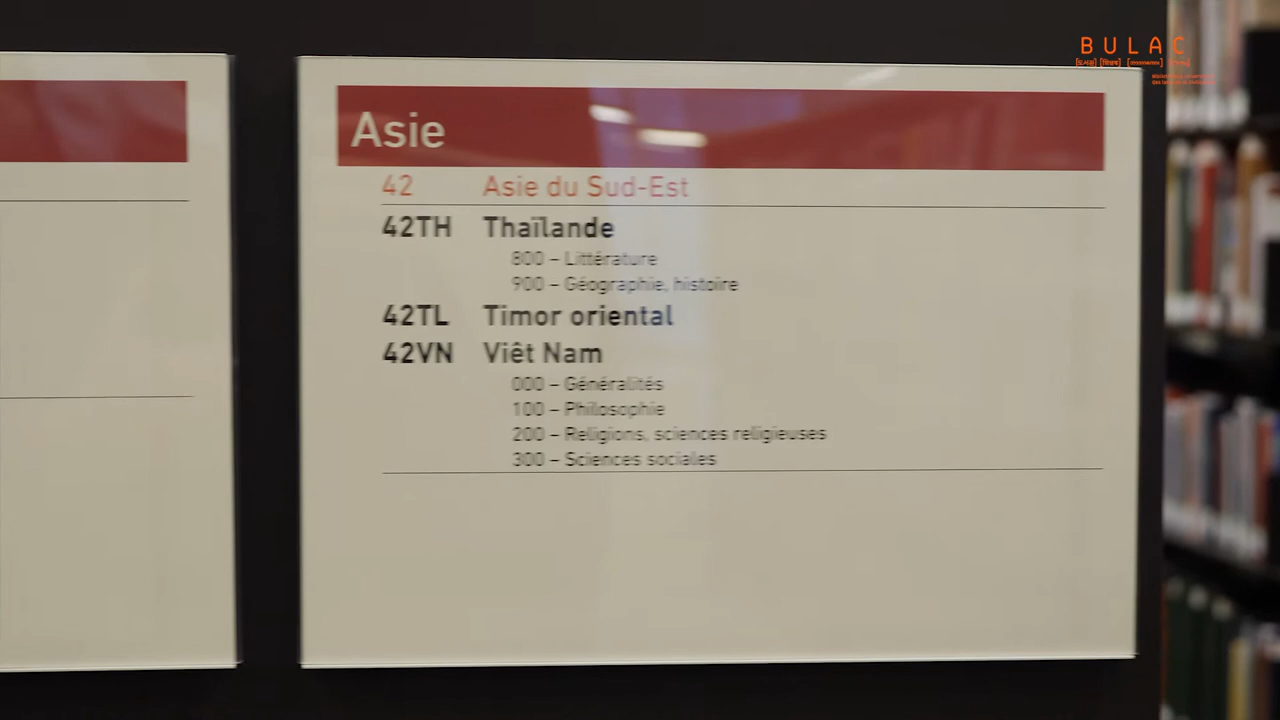 BULAC
Asie
42 Asie du Sud-Est
42TH Thaïlande
800 – Littérature
900 – Géographie, histoire
42TL Timor oriental
42VN Viêt Nam
000 – Généralités
100 – Philosophie
200 – Religions, sciences religieuses
300 – Sciences sociales